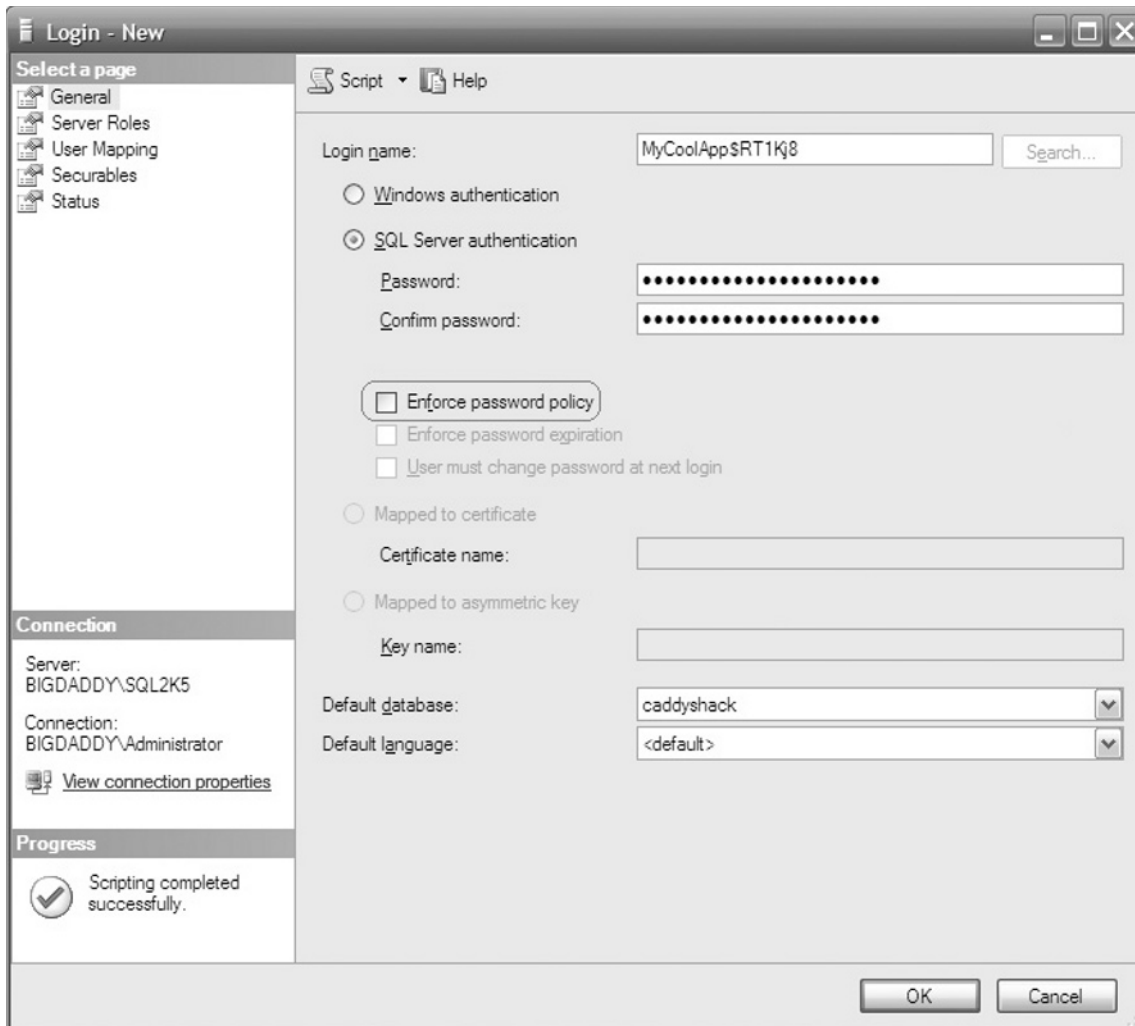 Login - New
Select a page
General
Server Roles
User Mapping
Securables
Status
Connection
Server:
BIGDADDY\SQL2K5
Connection:
BIGDADDY\Administrator
View connection properties
Progress
Scripting completed
successfully.
Script Help
Login name: MyCoolApp$RT1Kj8 Search...
Windows authentication
SQL Server authentication
Password: •••••••••••••••••••••
Confirm password: •••••••••••••••••••••
Enforce password policy
Enforce password expiration
User must change password at next login
Mapped to certificate
Certificate name:
Mapped to asymmetric key
Key name:
Default database: caddyshack
Default language: <default>
OK Cancel